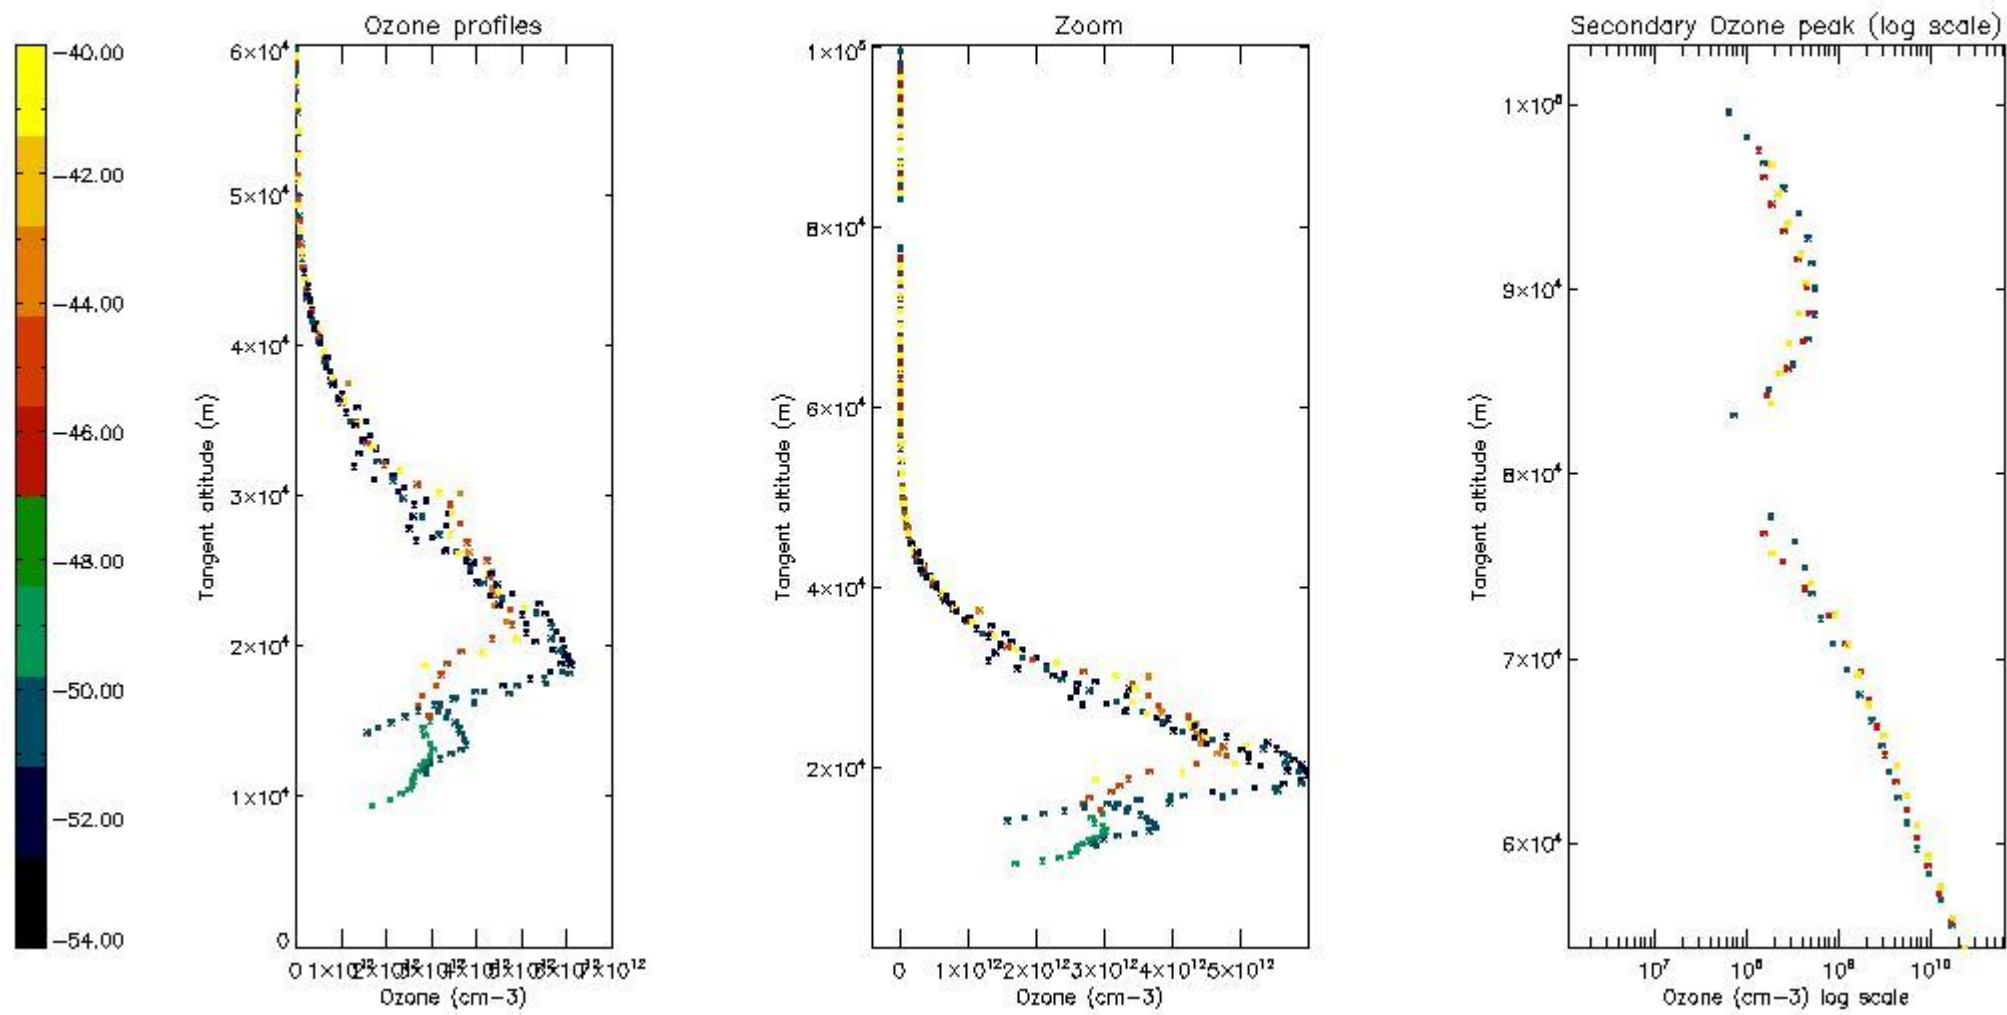 Ozone profiles
Zoom
Secondary Ozone peak (log scale)
-40.00
-42.00
-44.00
-46.00
-48.00
-50.00
-52.00
-54.00
6×10⁴
5×10⁴
4×10⁴
3×10⁴
2×10⁴
1×10⁴
0
Tangent altitude (m)
7×10¹²
Ozone (cm-3)
1×10⁵
8×10⁴
6×10⁴
4×10⁴
2×10⁴
Tangent altitude (m)
0 1×10¹² 2×10¹² 3×10¹² 4×10¹² 5×10¹²
Ozone (cm-3)
9×10⁴
8×10⁴
7×10⁴
6×10⁴
Tangent altitude (m)
10⁷ 10⁸ 10⁹ 10¹⁰
Ozone (cm-3) log scale